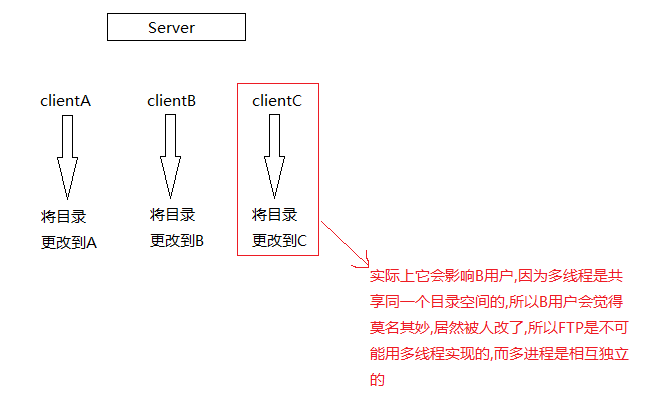 Server
clientA
clientB
clientC
将目录
更改到A
将目录
更改到B
将目录
更改到C
实际上它会影响B用户,因为多线程是共
享同一个目录空间的,所以B用户会觉得
莫名其妙,居然被人改了,所以FTP是不可
能用多线程实现的,而多进程是相互独立
的